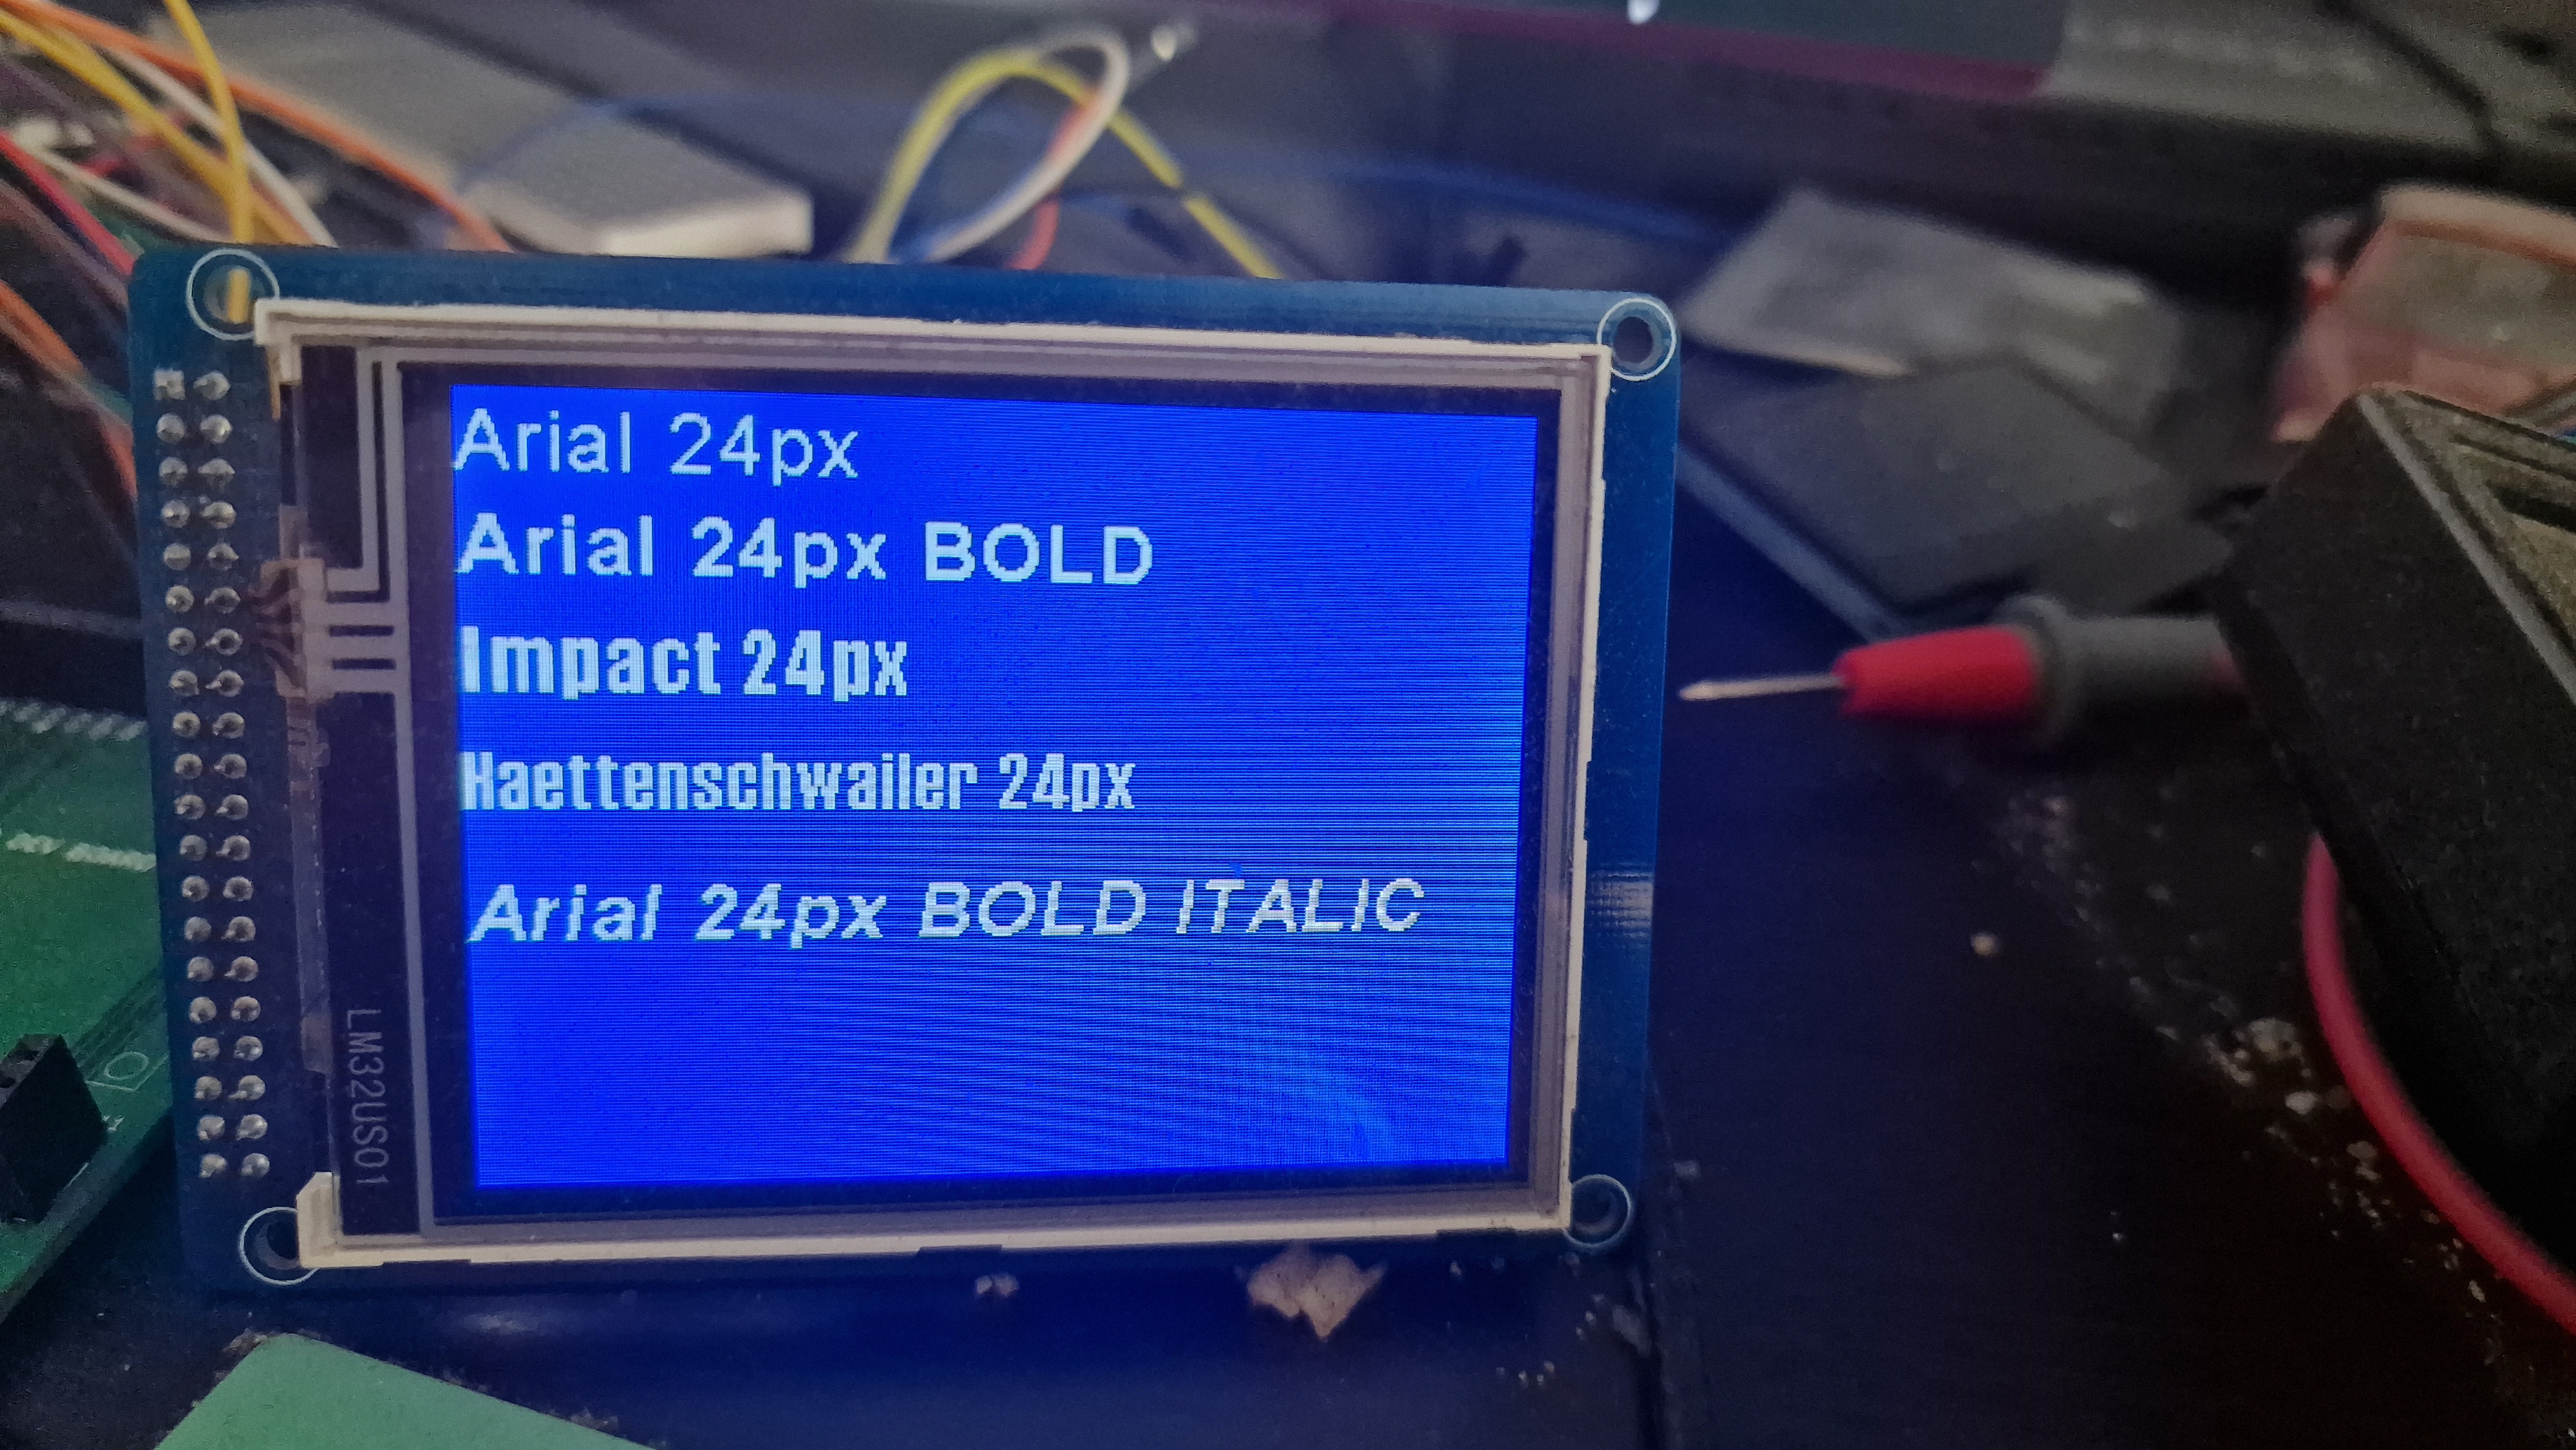 Arial 24px
Arial 24px BOLD
Impact 24px
Haettenschwailer 24px
Arial 24px BOLD ITALIC
LM32US01